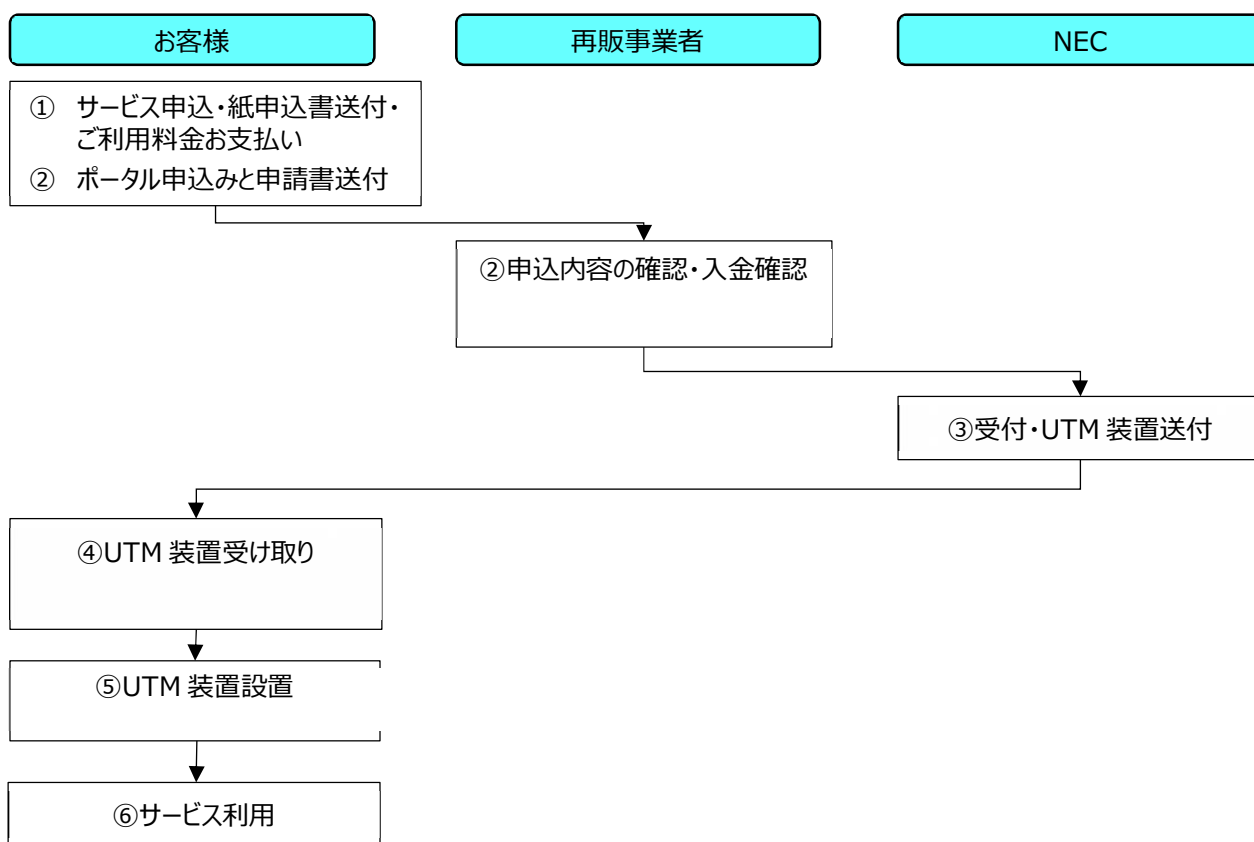 お客様
再販事業者
NEC
① サービス申込・紙申込書送付・
ご利用料金お支払い
② ポータル申込みと申請書送付
②申込内容の確認・入金確認
③受付・UTM 装置送付
④UTM 装置受け取り
⑤UTM 装置設置
⑥サービス利用